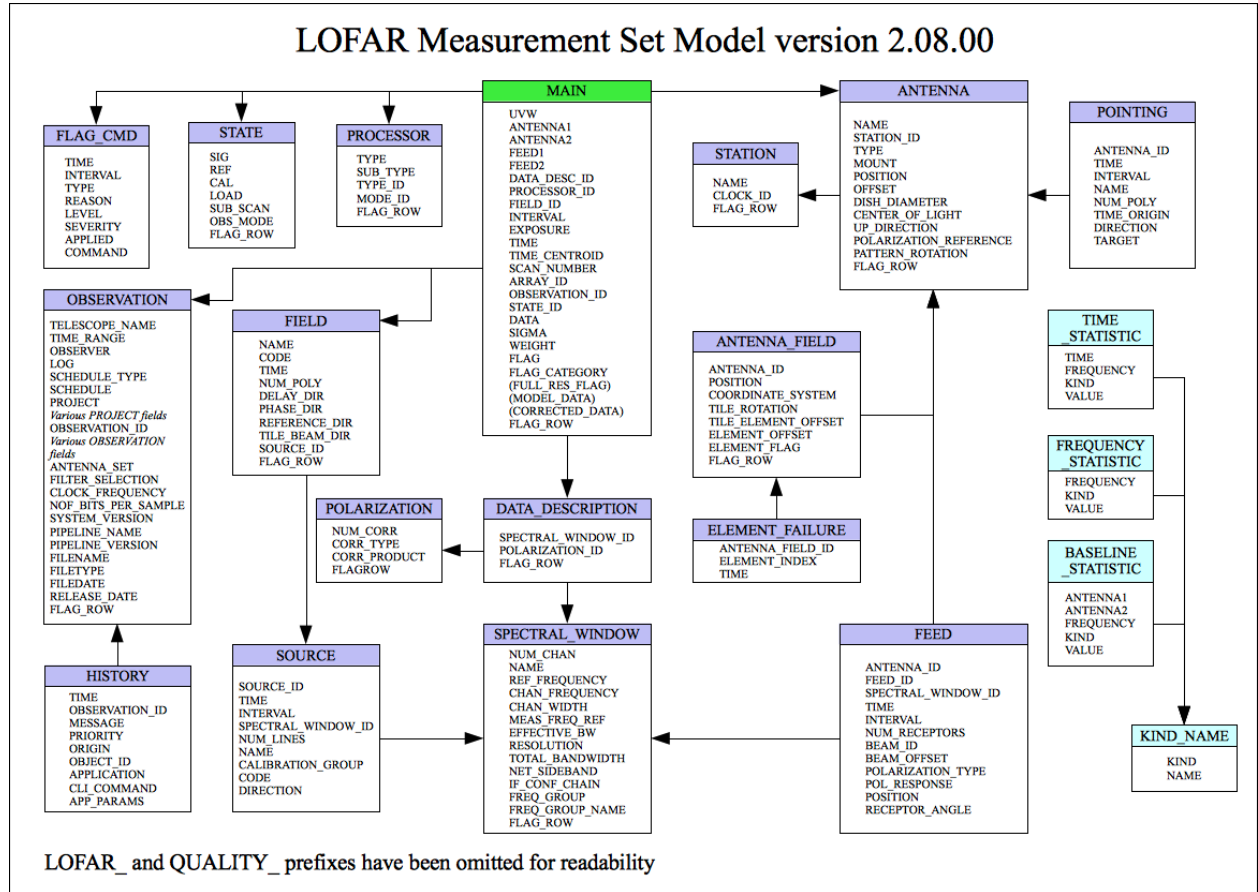 LOFAR Measurement Set Model version 2.08.00
MAIN
UVW
ANTENNA1
ANTENNA2
FEED1
FEED2
DATA_DESC_ID
PROCESSOR_ID
FIELD_ID
INTERVAL
EXPOSURE
TIME
TIME_CENTROID
SCAN_NUMBER
ARRAY_ID
OBSERVATION_ID
STATE_ID
DATA
SIGMA
WEIGHT
FLAG
FLAG_CATEGORY
(FULL_RES_FLAG)
(MODEL_DATA)
(CORRECTED_DATA)
FLAG_ROW
FLAG_CMD
TIME
INTERVAL
TYPE
REASON
LEVEL
SEVERITY
APPLIED
COMMAND
STATE
SIG
REF
CAL
LOAD
SUB_SCAN
OBS_MODE
FLAG_ROW
PROCESSOR
TYPE
SUB_TYPE
TYPE_ID
MODE_ID
FLAG_ROW
STATION
NAME
CLOCK_ID
FLAG_ROW
ANTENNA
NAME
STATION_ID
TYPE
MOUNT
POSITION
OFFSET
DISH_DIAMETER
CENTER_OF_LIGHT
UP_DIRECTION
POLARIZATION_REFERENCE
PATTERN_ROTATION
FLAG_ROW
POINTING
ANTENNA_ID
TIME
INTERVAL
NAME
NUM_POLY
TIME_ORIGIN
DIRECTION
TARGET
OBSERVATION
TELESCOPE_NAME
TIME_RANGE
OBSERVER
LOG
SCHEDULE_TYPE
SCHEDULE
PROJECT
Various PROJECT fields
OBSERVATION_ID
Various OBSERVATION
fields
ANTENNA_SET
FILTER_SELECTION
CLOCK_FREQUENCY
NOF_BITS_PER_SAMPLE
SYSTEM_VERSION
PIPELINE_NAME
PIPELINE_VERSION
FILENAME
FILETYPE
FILEDATE
RELEASE_DATE
FLAG_ROW
FIELD
NAME
CODE
TIME
NUM_POLY
DELAY_DIR
PHASE_DIR
REFERENCE_DIR
TILE_BEAM_DIR
SOURCE_ID
FLAG_ROW
ANTENNA_FIELD
ANTENNA_ID
POSITION
COORDINATE_SYSTEM
TILE_ROTATION
TILE_ELEMENT_OFFSET
ELEMENT_OFFSET
ELEMENT_FLAG
FLAG_ROW
TIME
_STATISTIC
TIME
FREQUENCY
KIND
VALUE
FREQUENCY
_STATISTIC
FREQUENCY
KIND
VALUE
POLARIZATION
NUM_CORR
CORR_TYPE
CORR_PRODUCT
FLAGROW
DATA_DESCRIPTION
SPECTRAL_WINDOW_ID
POLARIZATION_ID
FLAG_ROW
ELEMENT_FAILURE
ANTENNA_FIELD_ID
ELEMENT_INDEX
TIME
BASELINE
_STATISTIC
ANTENNA1
ANTENNA2
FREQUENCY
KIND
VALUE
HISTORY
TIME
OBSERVATION_ID
MESSAGE
PRIORITY
ORIGIN
OBJECT_ID
APPLICATION
CLI_COMMAND
APP_PARAMS
SOURCE
SOURCE_ID
TIME
INTERVAL
SPECTRAL_WINDOW_ID
NUM_LINES
NAME
CALIBRATION_GROUP
CODE
DIRECTION
SPECTRAL_WINDOW
NUM_CHAN
NAME
REF_FREQUENCY
CHAN_FREQUENCY
CHAN_WIDTH
MEAS_FREQ_REF
EFFECTIVE_BW
RESOLUTION
TOTAL_BANDWIDTH
NET_SIDEBAND
IF_CONF_CHAIN
FREQ_GROUP
FREQ_GROUP_NAME
FLAG_ROW
FEED
ANTENNA_ID
FEED_ID
SPECTRAL_WINDOW_ID
TIME
INTERVAL
NUM_RECEPTORS
BEAM_ID
BEAM_OFFSET
POLARIZATION_TYPE
POL_RESPONSE
POSITION
RECEPTOR_ANGLE
KIND_NAME
KIND
NAME
LOFAR_ and QUALITY_ prefixes have been omitted for readability